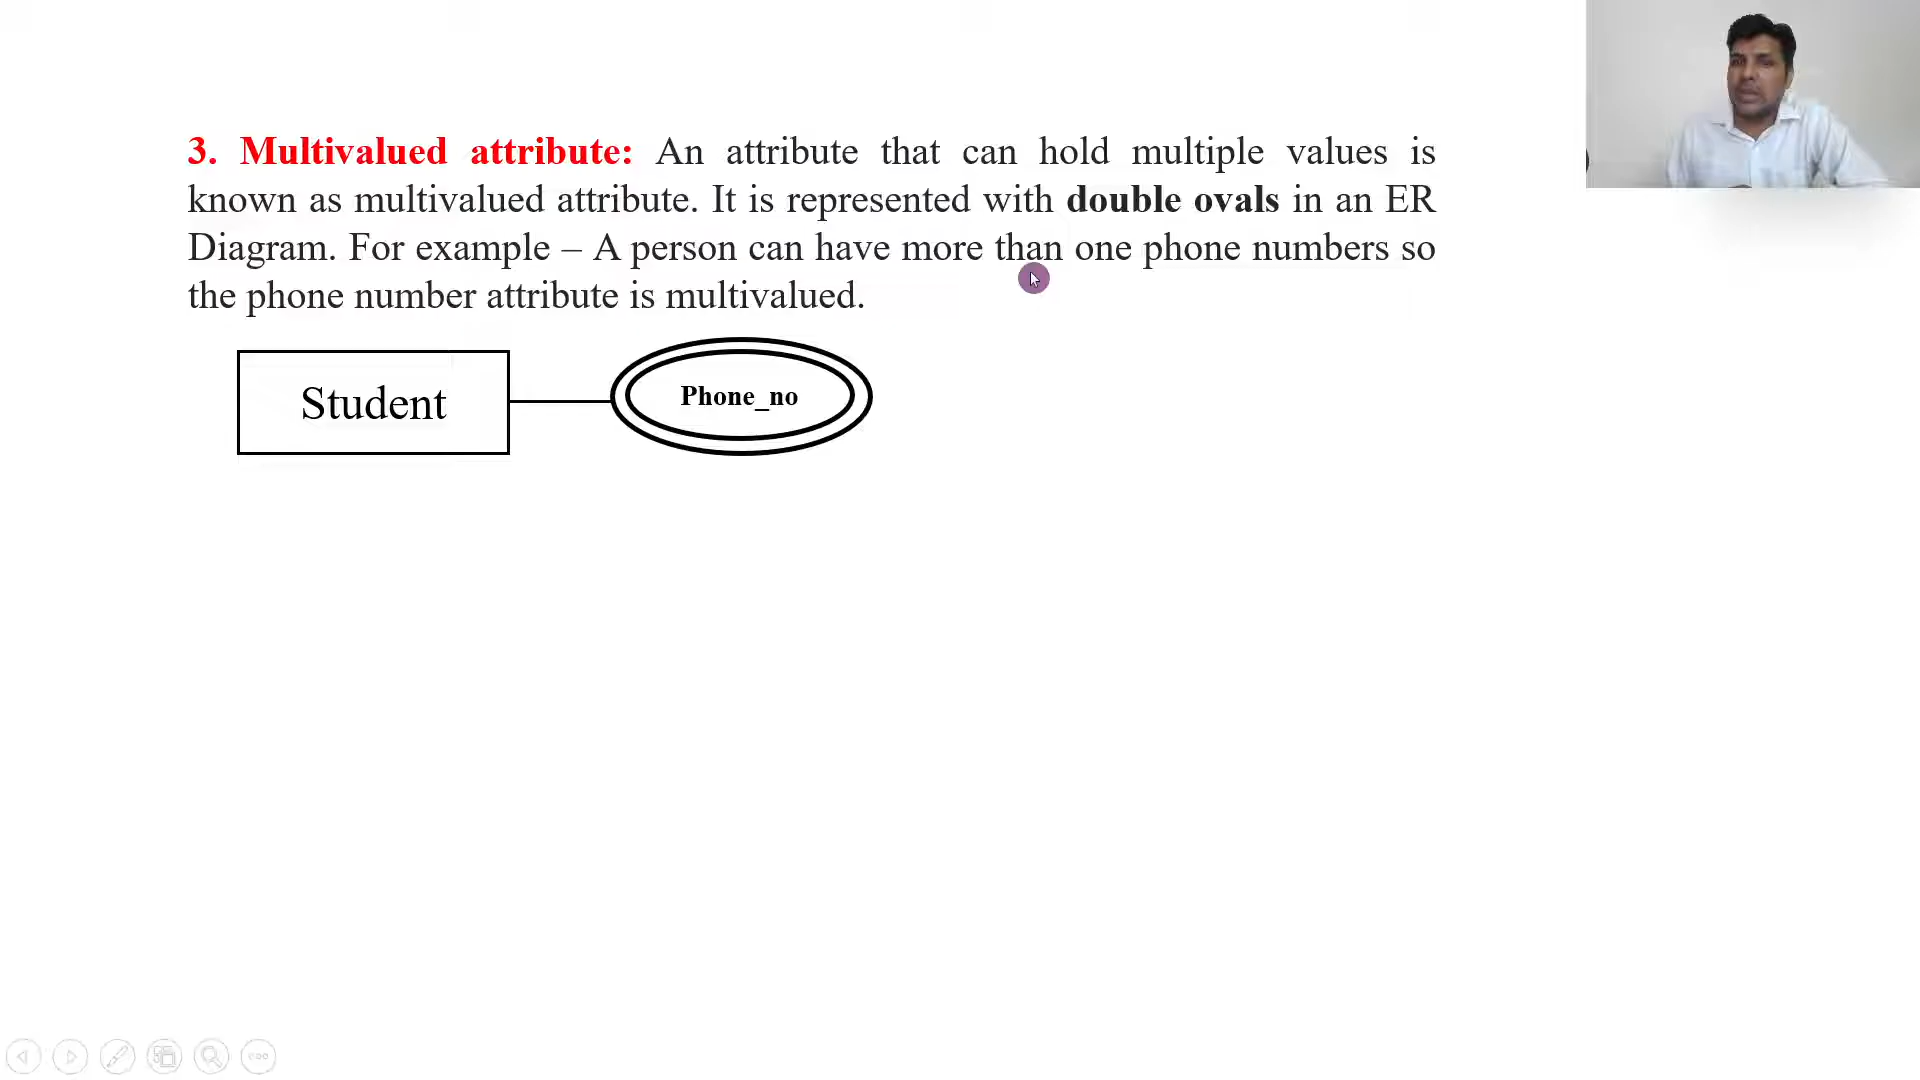 3. Multivalued attribute: An attribute that can hold multiple values is
known as multivalued attribute. It is represented with double ovals in an ER
Diagram. For example – A person can have more than one phone numbers so
the phone number attribute is multivalued.
Student
Phone_no